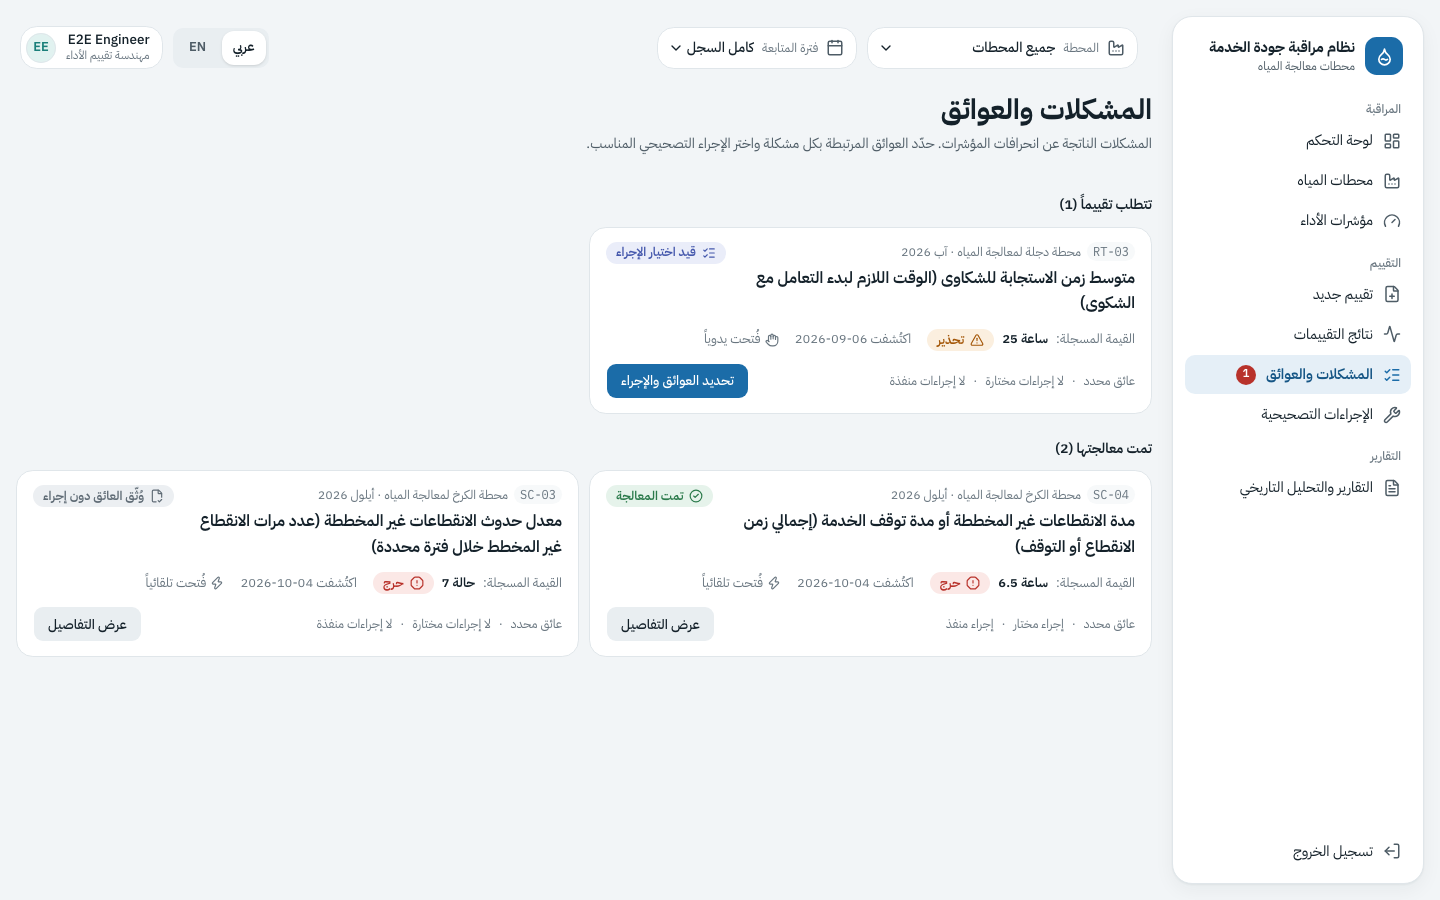 نظام مراقبة جودة الخدمة
محطات معالجة المياه
المراقبة
لوحة التحكم
محطات المياه
مؤشرات الأداء
التقييم
تقييم جديد
نتائج التقييمات
المشكلات والعوائق 1
الإجراءات التصحيحية
التقارير
التقارير والتحليل التاريخي
تسجيل الخروج
المحطة جميع المحطات
فترة المتابعة كامل السجل
عربي EN
E2E Engineer
مهندسة تقييم الأداء
EE
المشكلات والعوائق
المشكلات الناتجة عن انحرافات المؤشرات. حدّد العوائق المرتبطة بكل مشكلة واختر الإجراء التصحيحي المناسب.
تتطلب تقييماً (1)
RT-03 محطة دجلة لمعالجة المياه · آب 2026 قيد اختيار الإجراء
متوسط زمن الاستجابة للشكاوى (الوقت اللازم لبدء التعامل مع
الشكوى)
القيمة المسجلة: 25 ساعة تحذير اكتُشفت 2026-09-06 فُتحت يدوياً
عائق محدد · لا إجراءات مختارة · لا إجراءات منفذة تحديد العوائق والإجراء
تمت معالجتها (2)
SC-04 محطة الكرخ لمعالجة المياه · أيلول 2026 تمت المعالجة
مدة الانقطاعات غير المخططة أو مدة توقف الخدمة (إجمالي زمن
الانقطاع أو التوقف)
القيمة المسجلة: 6.5 ساعة حرج اكتُشفت 2026-10-04 فُتحت تلقائياً
عائق محدد · إجراء مختار · إجراء منفذ عرض التفاصيل
SC-03 محطة الكرخ لمعالجة المياه · أيلول 2026 وُثّق العائق دون إجراء
معدل حدوث الانقطاعات غير المخططة (عدد مرات الانقطاع
غير المخطط خلال فترة محددة)
القيمة المسجلة: 7 حالة حرج اكتُشفت 2026-10-04 فُتحت تلقائياً
عائق محدد · لا إجراءات مختارة · لا إجراءات منفذة عرض التفاصيل